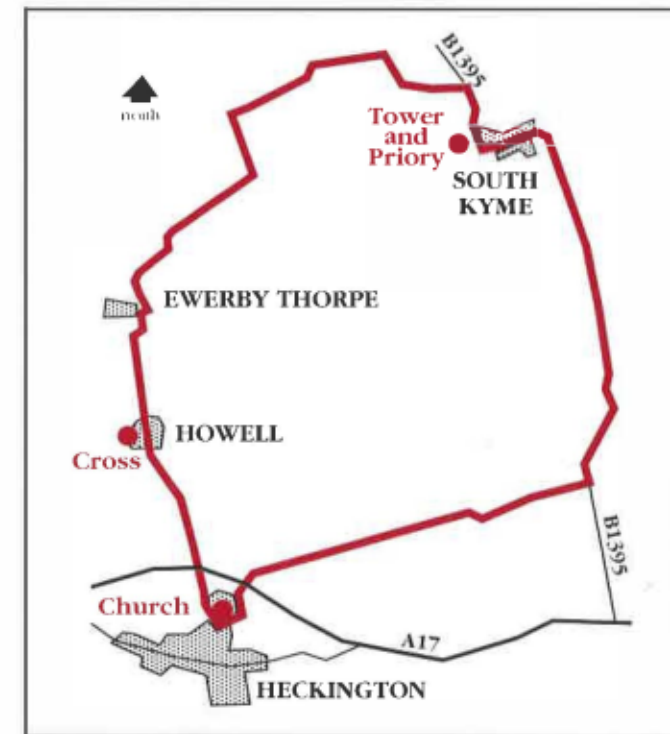 B1395
north
Tower
and
Priory
SOUTH
KYME
EWERBY THORPE
HOWELL
Cross
B1395
Church
A17
HECKINGTON